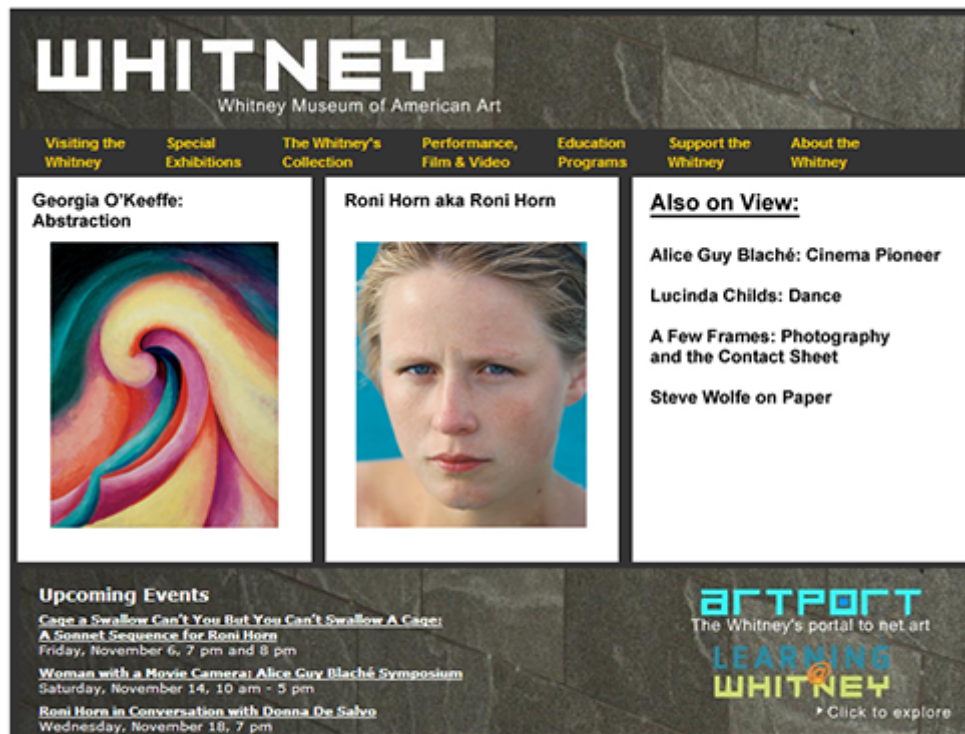 WHITNEY
Whitney Museum of American Art
Visiting the
Whitney
Special
Exhibitions
The Whitney's
Collection
Performance,
Film & Video
Education
Programs
Support the
Whitney
About the
Whitney
Georgia O'Keeffe:
Abstraction
Roni Horn aka Roni Horn
Also on View:
Alice Guy Blaché: Cinema Pioneer
Lucinda Childs: Dance
A Few Frames: Photography
and the Contact Sheet
Steve Wolfe on Paper
Upcoming Events
Cage a Swallow Can't You But You Can't Swallow A Cage:
A Sonnet Sequence for Roni Horn
Friday, November 6, 7 pm and 8 pm
Woman with a Movie Camera: Alice Guy Blaché Symposium
Saturday, November 14, 10 am - 5 pm
Roni Horn in Conversation with Donna De Salvo
Wednesday, November 18, 7 pm
artport
The Whitney's portal to net art
LEARNING
@
WHITNEY
Click to explore